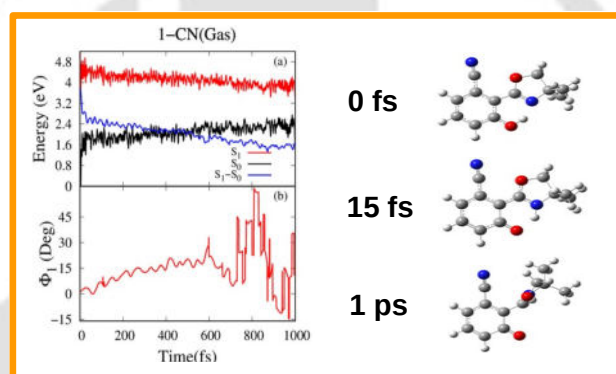 1−CN(Gas)
(a)
4.8
4
3.2
2.4
1.6
0
Energy (eV)
S₁
S₀
S₁−S₀
(b)
45
30
15
0
-15
Φ₁ (Deg)
0 200 400 600 800 1000
Time(fs)
0 fs
15 fs
1 ps